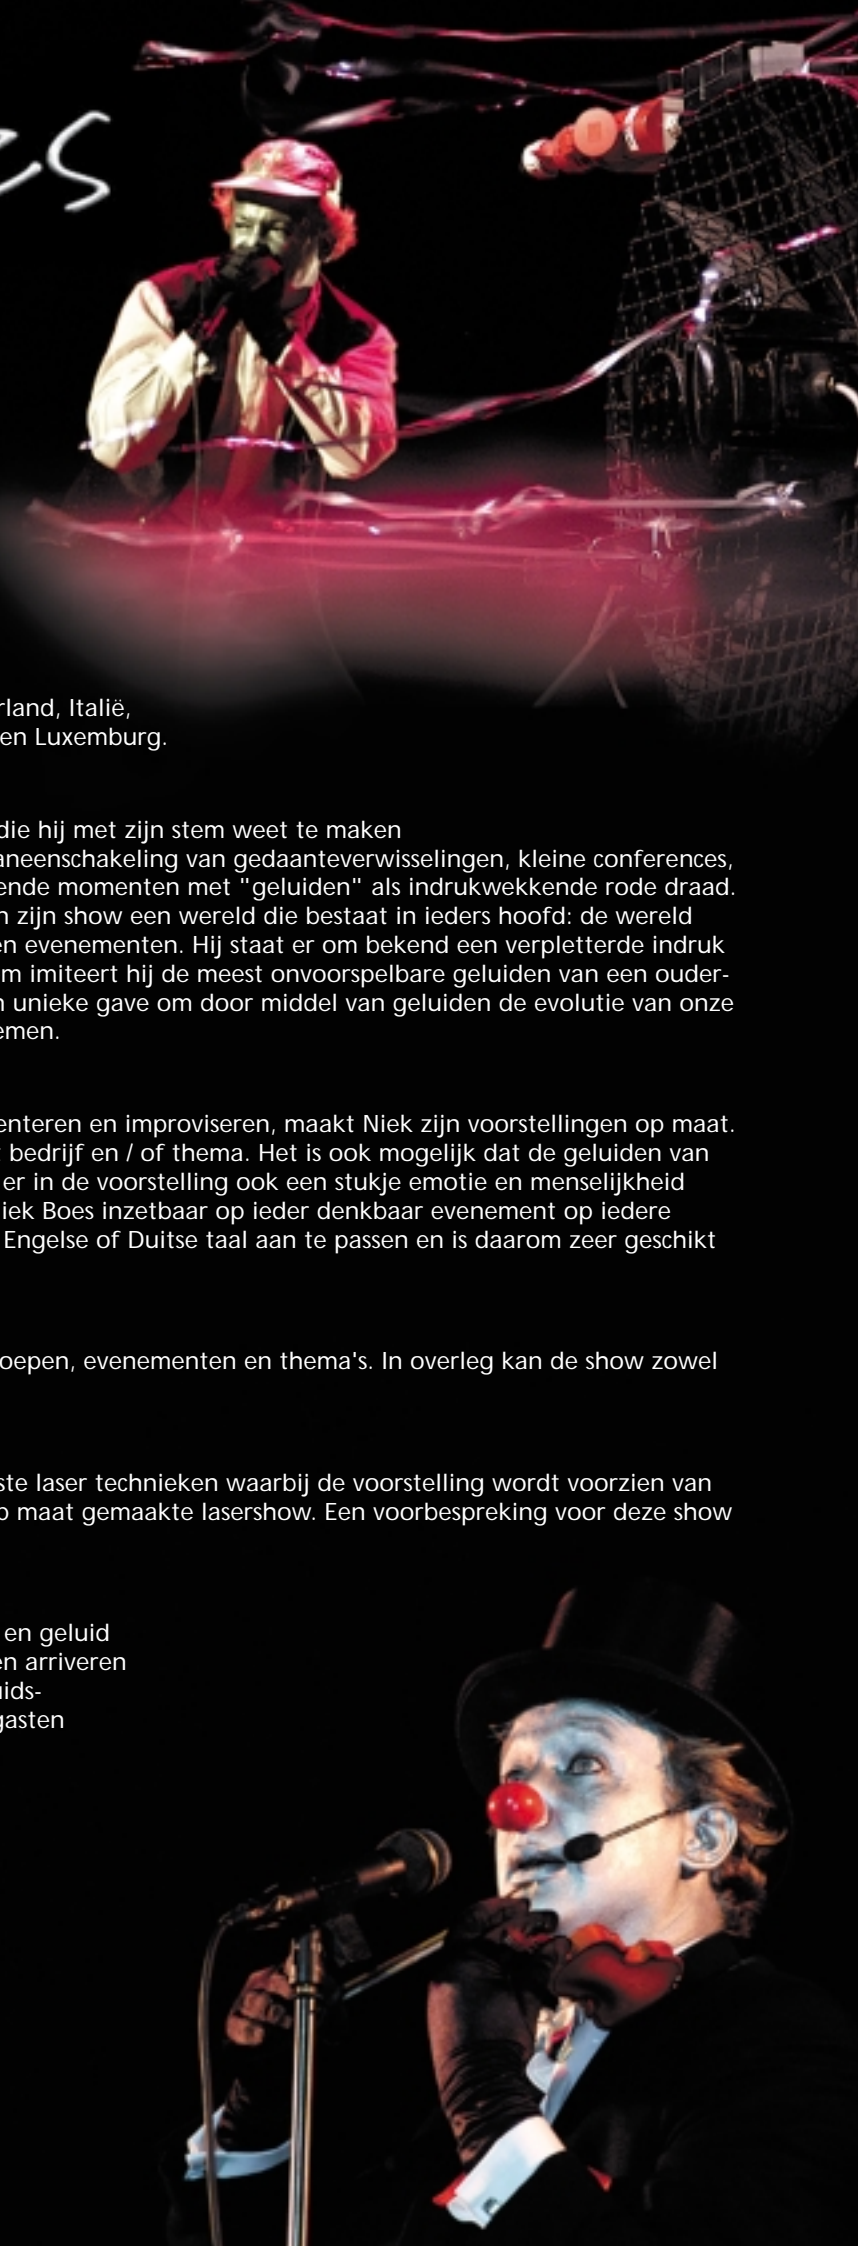 es
rland, Italië,
en Luxemburg.
die hij met zijn stem weet te maken
aneenschakeling van gedaanteverwisselingen, kleine conferences,
ende momenten met "geluiden" als indrukwekkende rode draad.
n zijn show een wereld die bestaat in ieders hoofd: de wereld
en evenementen. Hij staat er om bekend een verpletterde indruk
m imiteert hij de meest onvoorspelbare geluiden van een ouder-
n unieke gave om door middel van geluiden de evolutie van onze
emen.
enteren en improviseren, maakt Niek zijn voorstellingen op maat.
t bedrijf en / of thema. Het is ook mogelijk dat de geluiden van
er in de voorstelling ook een stukje emotie en menselijkheid
iek Boes inzetbaar op ieder denkbaar evenement op iedere
Engelse of Duitse taal aan te passen en is daarom zeer geschikt
oepen, evenementen en thema's. In overleg kan de show zowel
ste laser technieken waarbij de voorstelling wordt voorzien van
p maat gemaakte lasershow. Een voorbespreking voor deze show
en geluid
en arriveren
uids-
gasten